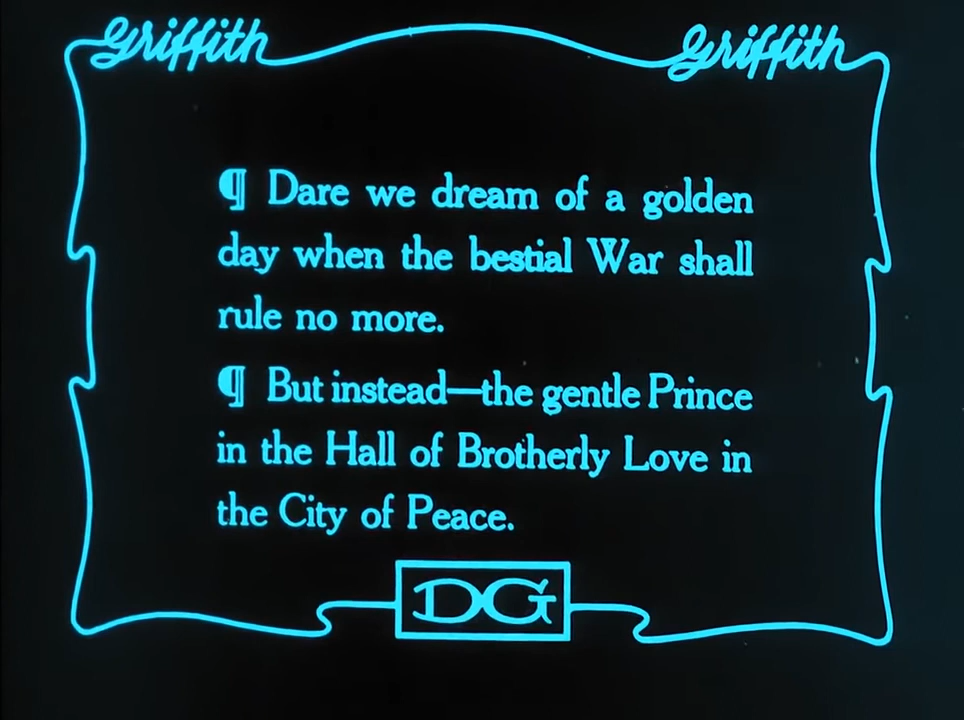 Griffith Griffith
¶ Dare we dream of a golden
day when the bestial War shall
rule no more.
¶ But instead—the gentle Prince
in the Hall of Brotherly Love in
the City of Peace.
DG